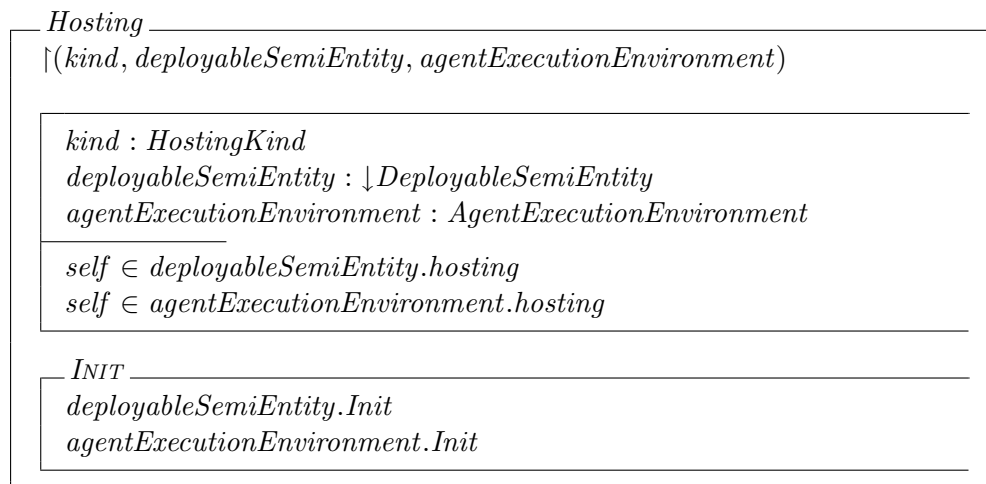 Hosting
↾(kind, deployableSemiEntity, agentExecutionEnvironment)
kind : HostingKind
deployableSemiEntity : ↓DeployableSemiEntity
agentExecutionEnvironment : AgentExecutionEnvironment
self ∈ deployableSemiEntity.hosting
self ∈ agentExecutionEnvironment.hosting
INIT
deployableSemiEntity.Init
agentExecutionEnvironment.Init